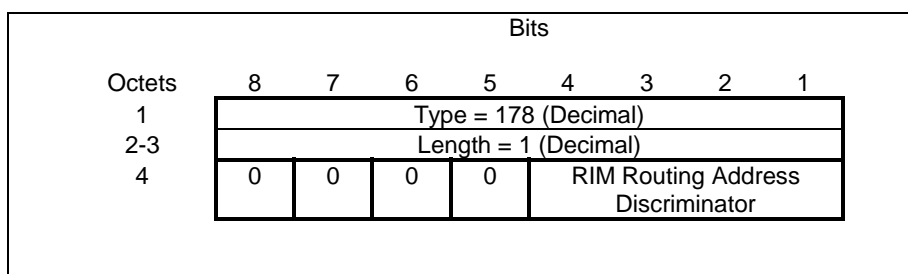 Bits
Octets 8 7 6 5 4 3 2 1
1 Type = 178 (Decimal)
2-3 Length = 1 (Decimal)
4 0 0 0 0 RIM Routing Address
Discriminator